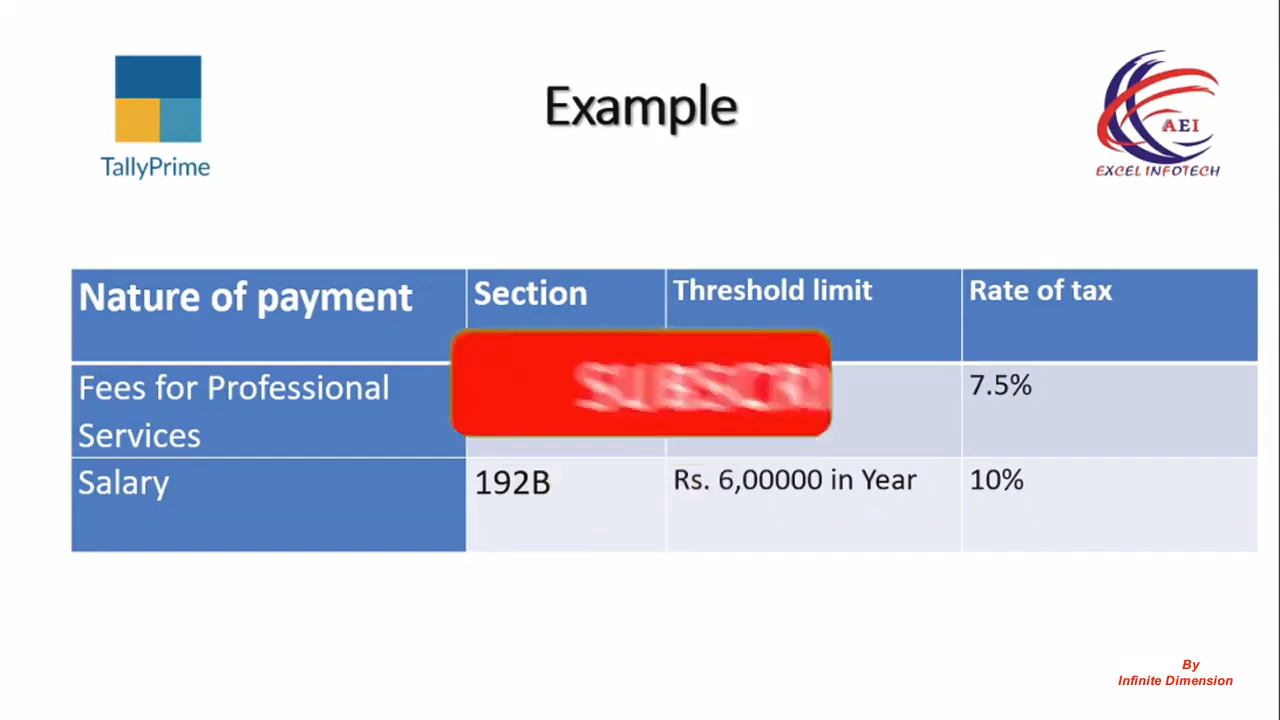 Example
TallyPrime
AEI
EXCEL INFOTECH
Nature of payment
Section
Threshold limit
Rate of tax
Fees for Professional
Services
7.5%
Salary
192B
Rs. 6,00000 in Year
10%
By
Infinite Dimension